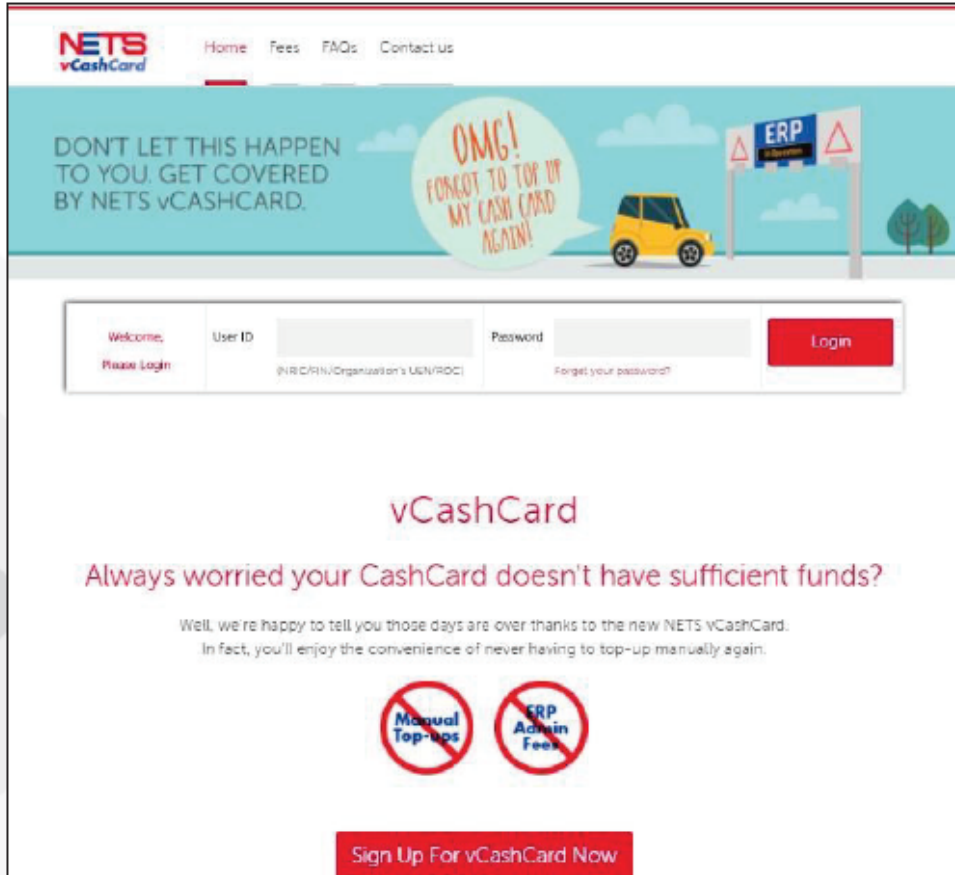 NETS
vCashCard
Home Fees FAQs Contact us
DON'T LET THIS HAPPEN
TO YOU. GET COVERED
BY NETS vCASHCARD.
OMG!
FORGOT TO TOP UP
MY CASH CARD
AGAIN!
ERP
In Operation
Welcome,
Please Login
User ID
(NRIC/FIN/Organization's UEN/ROC)
Password
Forget your password?
Login
vCashCard
Always worried your CashCard doesn't have sufficient funds?
Well, we're happy to tell you those days are over thanks to the new NETS vCashCard.
In fact, you'll enjoy the convenience of never having to top-up manually again.
Manual
Top-ups
ERP
Admin
Fees
Sign Up For vCashCard Now